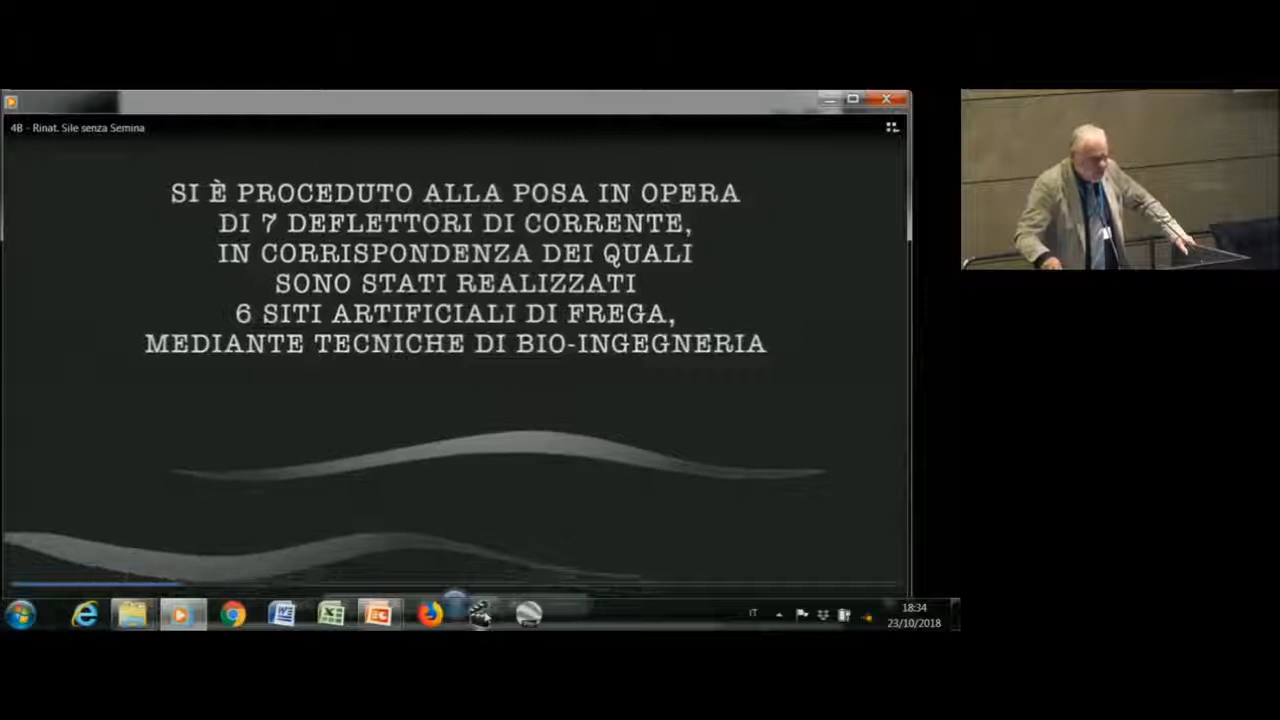 4B - Rinat. Sile senza Semina
SI È PROCEDUTO ALLA POSA IN OPERA
DI 7 DEFLETTORI DI CORRENTE,
IN CORRISPONDENZA DEI QUALI
SONO STATI REALIZZATI
6 SITI ARTIFICIALI DI FREGA,
MEDIANTE TECNICHE DI BIO-INGEGNERIA
IT
18:34
23/10/2018